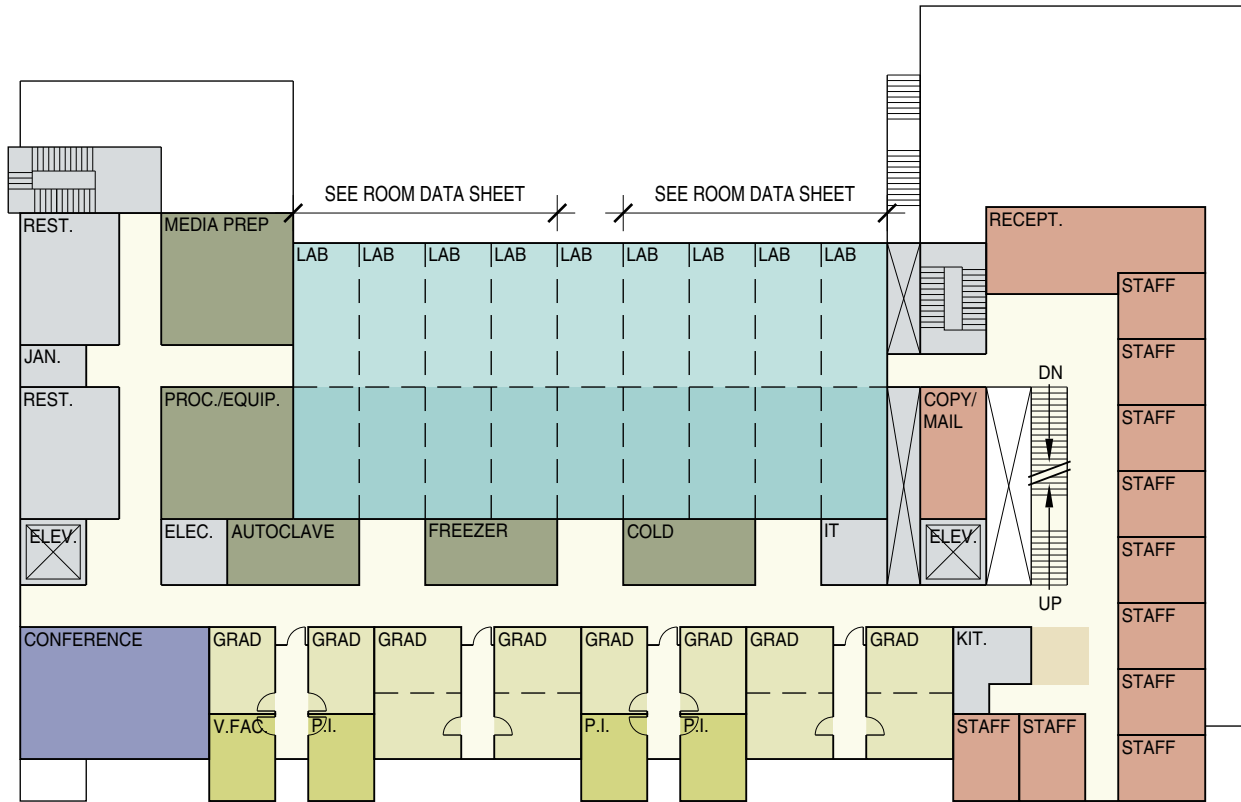 SEE ROOM DATA SHEET
SEE ROOM DATA SHEET
REST.
MEDIA PREP
RECEPT.
LAB
LAB
LAB
LAB
LAB
LAB
LAB
LAB
LAB
STAFF
JAN.
STAFF
DN
REST.
PROC./EQUIP.
COPY/
MAIL
STAFF
STAFF
ELEV.
ELEC.
AUTOCLAVE
FREEZER
COLD
IT
ELEV.
STAFF
UP
STAFF
CONFERENCE
GRAD
GRAD
GRAD
GRAD
GRAD
GRAD
GRAD
GRAD
KIT.
STAFF
V.FAC.
P.I.
P.I.
P.I.
STAFF
STAFF
STAFF